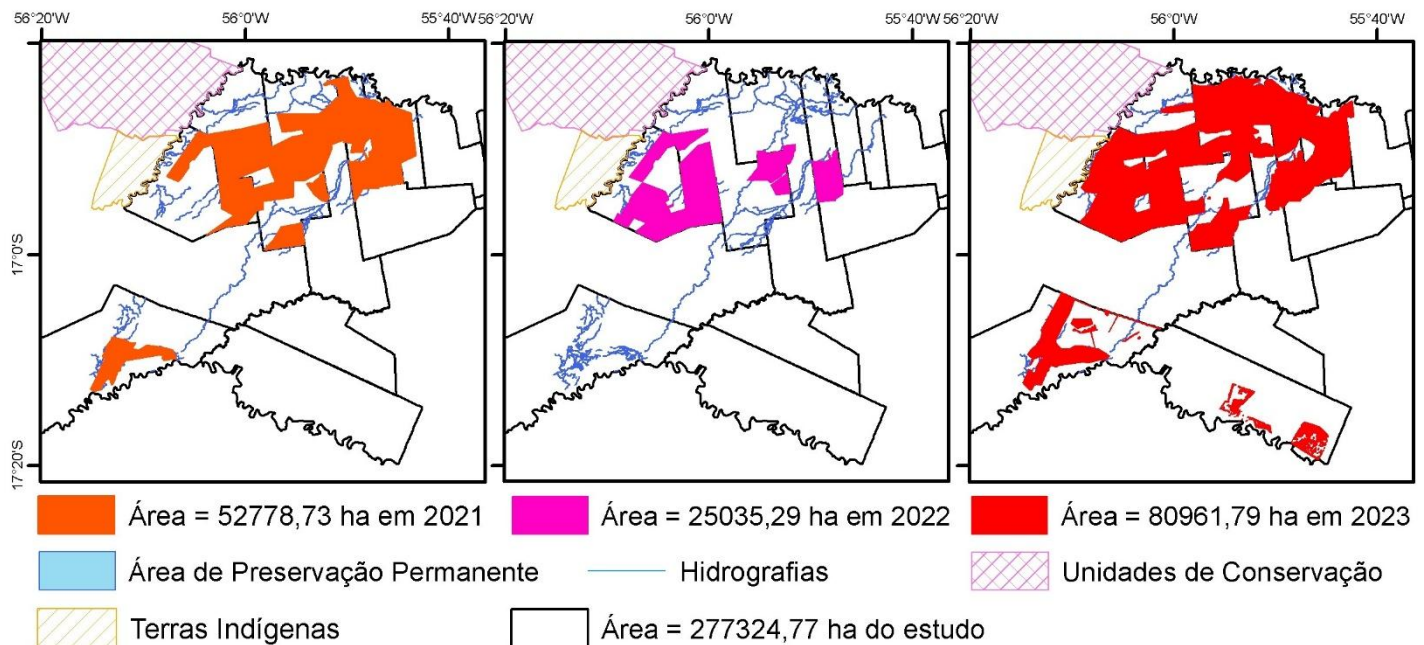 56°20'W 56°0'W 55°40'W 56°20'W 56°0'W 55°40'W 56°20'W 56°0'W 55°40'W
17°0'S
17°20'S
Área = 52778,73 ha em 2021 Área = 25035,29 ha em 2022 Área = 80961,79 ha em 2023
Área de Preservação Permanente Hidrografias Unidades de Conservação
Terras Indígenas Área = 277324,77 ha do estudo